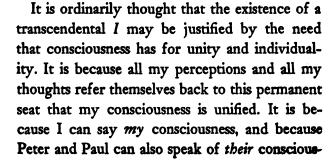 It is ordinarily thought that the existence of a
transcendental I may be justified by the need
that consciousness has for unity and individual-
ity. It is because all my perceptions and all my
thoughts refer themselves back to this permanent
seat that my consciousness is unified. It is be-
cause I can say my consciousness, and because
Peter and Paul can also speak of their conscious-